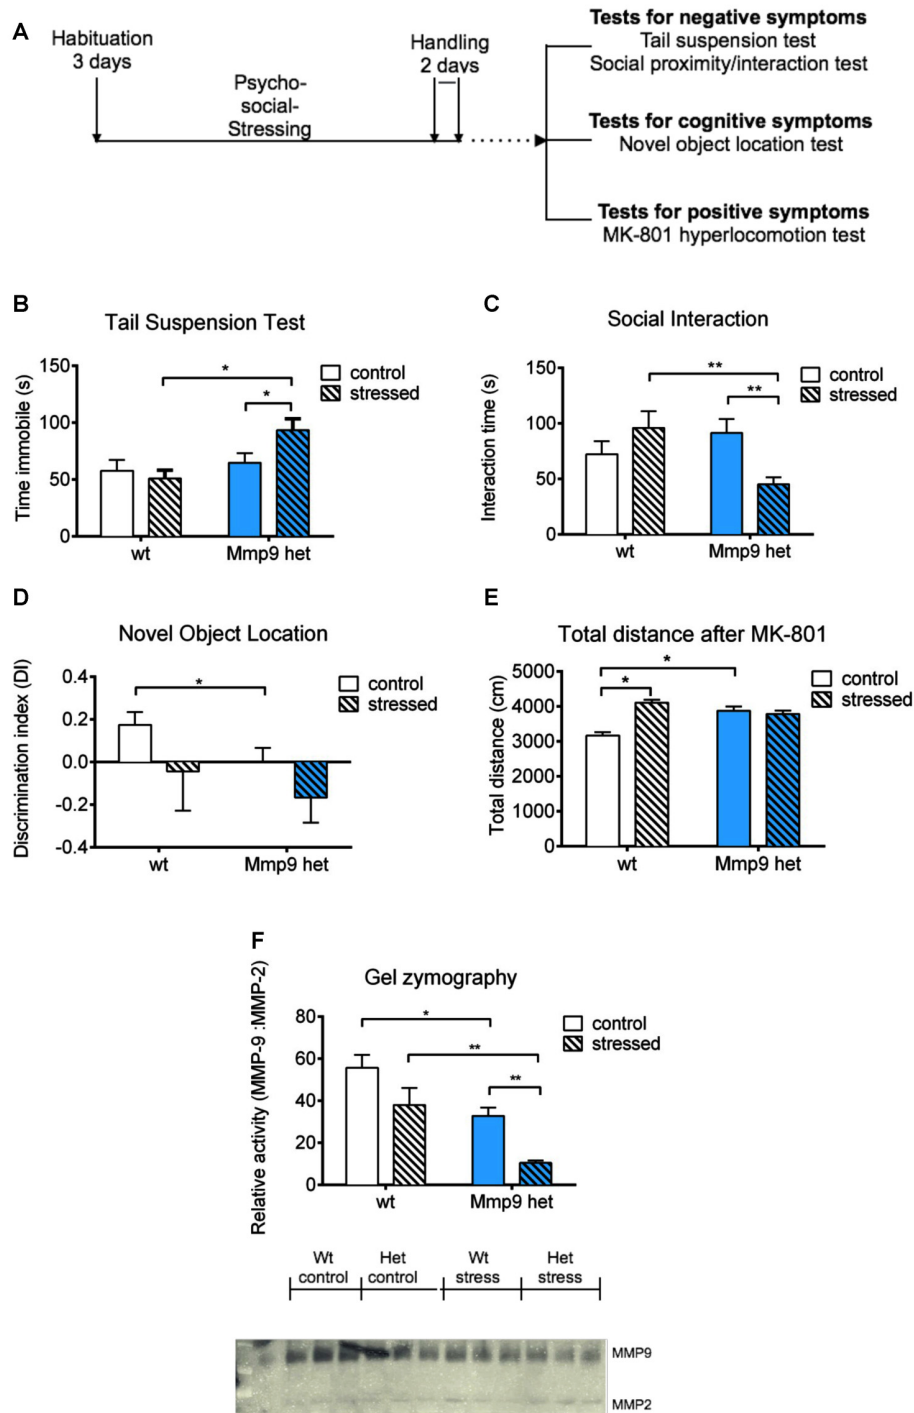 A
Habituation
3 days
Psycho-
social-
Stressing
Handling
2 days
Tests for negative symptoms
Tail suspension test
Social proximity/interaction test
Tests for cognitive symptoms
Novel object location test
Tests for positive symptoms
MK-801 hyperlocomotion test
B
Tail Suspension Test
Time immobile (s)
150
100
50
0
*
*
control
stressed
wt
Mmp9 het
C
Social Interaction
Interaction time (s)
150
100
50
0
**
**
control
stressed
wt
Mmp9 het
D
Novel Object Location
Discrimination index (DI)
0.4
0.2
0.0
-0.2
-0.4
*
control
stressed
wt
Mmp9 het
E
Total distance after MK-801
Total distance (cm)
5000
4000
3000
2000
1000
0
*
*
control
stressed
wt
Mmp9 het
F
Gel zymography
Relative activity (MMP-9 :MMP-2)
80
60
40
20
0
*
**
**
control
stressed
wt
Mmp9 het
Wt
control
Het
control
Wt
stress
Het
stress
MMP9
MMP2